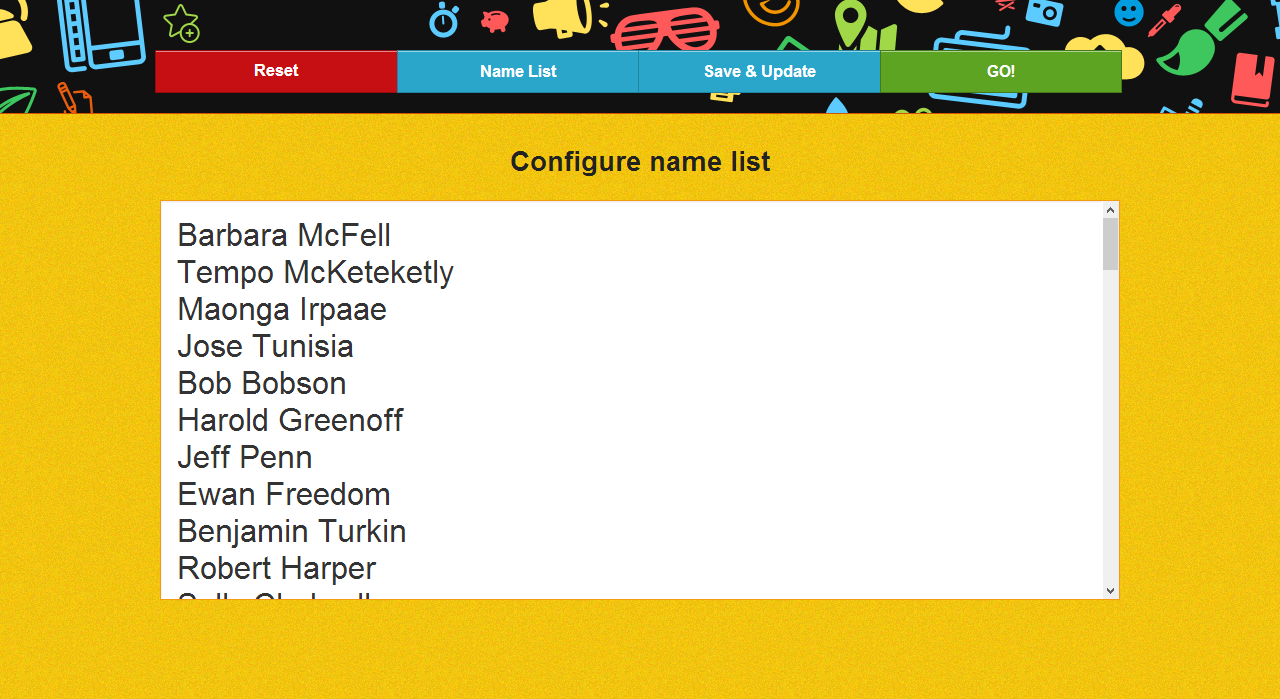 Reset
Name List
Save & Update
GO!
Configure name list
Barbara McFell
Tempo McKeteketly
Maonga Irpaae
Jose Tunisia
Bob Bobson
Harold Greenoff
Jeff Penn
Ewan Freedom
Benjamin Turkin
Robert Harper